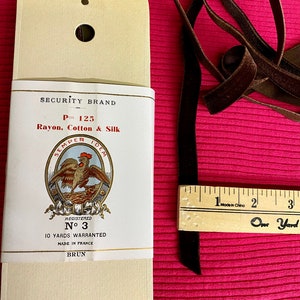 SECURITY BRAND
P== 125
Rayon, Cotton & Silk
SEMPER IDEM
REGISTERED
Nº 3
10 YARDS WARRANTED
MADE IN FRANCE
BRUN
1 2 3
Made in China
One Yard